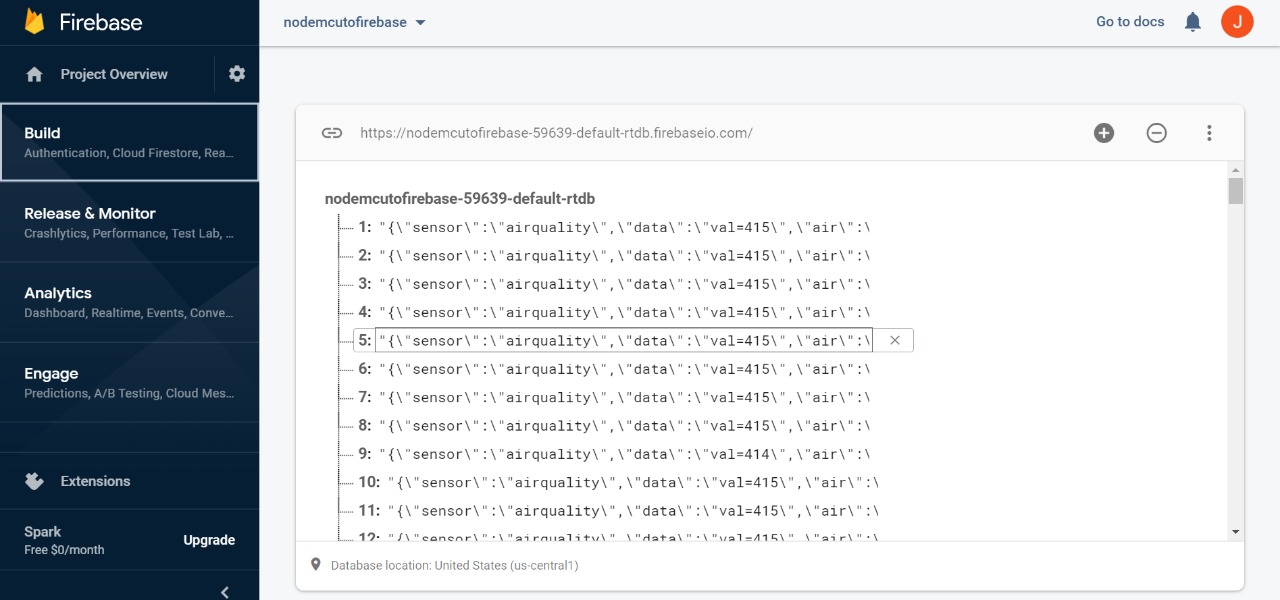 Firebase
nodemcutofirebase
Go to docs
J
Project Overview
Build
Authentication, Cloud Firestore, Rea...
Release & Monitor
Crashlytics, Performance, Test Lab, ...
Analytics
Dashboard, Realtime, Events, Conve...
Engage
Predictions, A/B Testing, Cloud Mes...
Extensions
Spark
Free $0/month
Upgrade
https://nodemcutofirebase-59639-default-rtdb.firebaseio.com/
nodemcutofirebase-59639-default-rtdb
1: "{\"sensor\":\"airquality\",\"data\":\"val=415\",\"air\":\
2: "{\"sensor\":\"airquality\",\"data\":\"val=415\",\"air\":\
3: "{\"sensor\":\"airquality\",\"data\":\"val=415\",\"air\":\
4: "{\"sensor\":\"airquality\",\"data\":\"val=415\",\"air\":\
5: "{\"sensor\":\"airquality\",\"data\":\"val=415\",\"air\":\
6: "{\"sensor\":\"airquality\",\"data\":\"val=415\",\"air\":\
7: "{\"sensor\":\"airquality\",\"data\":\"val=415\",\"air\":\
8: "{\"sensor\":\"airquality\",\"data\":\"val=415\",\"air\":\
9: "{\"sensor\":\"airquality\",\"data\":\"val=414\",\"air\":\
10: "{\"sensor\":\"airquality\",\"data\":\"val=415\",\"air\":\
11: "{\"sensor\":\"airquality\",\"data\":\"val=415\",\"air\":\
12: "{\"sensor\":\"airquality\",\"data\":\"val=415\",\"air\":\
Database location: United States (us-central1)